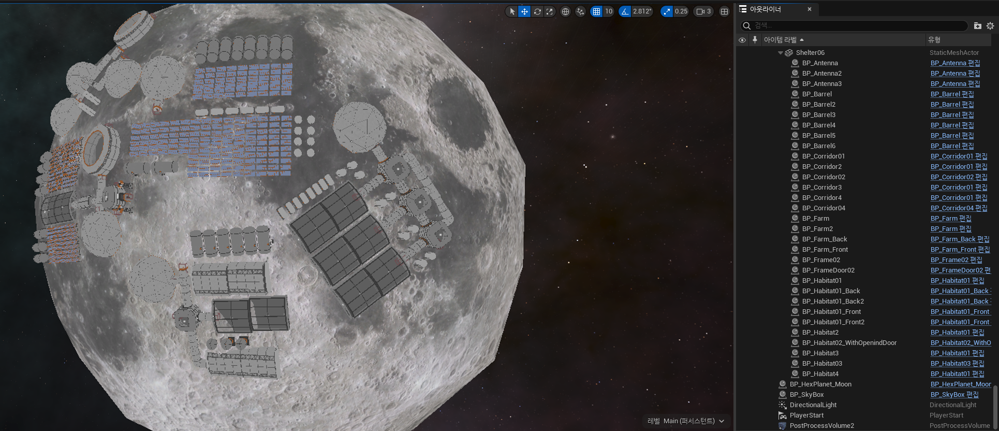 10
2.812°
0.25
3
아웃라이너
검색...
아이템 라벨 유형
Shelter06 StaticMeshActor
BP_Antenna BP_Antenna 편집
BP_Antenna2 BP_Antenna 편집
BP_Antenna3 BP_Antenna 편집
BP_Barrel BP_Barrel 편집
BP_Barrel2 BP_Barrel 편집
BP_Barrel3 BP_Barrel 편집
BP_Barrel4 BP_Barrel 편집
BP_Barrel5 BP_Barrel 편집
BP_Barrel6 BP_Barrel 편집
BP_Corridor01 BP_Corridor01 편집
BP_Corridor2 BP_Corridor01 편집
BP_Corridor02 BP_Corridor02 편집
BP_Corridor3 BP_Corridor01 편집
BP_Corridor4 BP_Corridor01 편집
BP_Corridor04 BP_Corridor04 편집
BP_Farm BP_Farm 편집
BP_Farm2 BP_Farm 편집
BP_Farm_Back BP_Farm_Back 편집
BP_Farm_Front BP_Farm_Front 편집
BP_Frame02 BP_Frame02 편집
BP_FrameDoor02 BP_FrameDoor02 편
BP_Habitat01 BP_Habitat01 편집
BP_Habitat01_Back BP_Habitat01_Back
BP_Habitat01_Back2 BP_Habitat01_Back
BP_Habitat01_Front BP_Habitat01_Front
BP_Habitat01_Front2 BP_Habitat01_Front
BP_Habitat2 BP_Habitat01 편집
BP_Habitat02_WithOpenindDoor BP_Habitat02_WithO
BP_Habitat3 BP_Habitat01 편집
BP_Habitat03 BP_Habitat03 편집
BP_Habitat4 BP_Habitat01 편집
BP_HexPlanet_Moon BP_HexPlanet_Moon
BP_SkyBox BP_SkyBox 편집
DirectionalLight DirectionalLight
PlayerStart PlayerStart
PostProcessVolume2 PostProcessVolume
레벨 Main (퍼시스턴트)